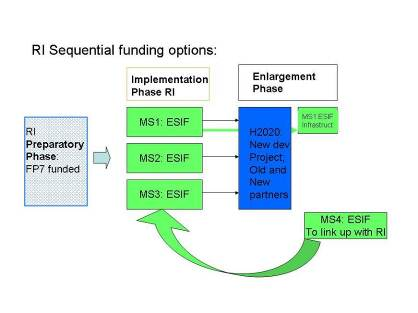 RI Sequential funding options:
Implementation
Phase RI
Enlargement
Phase
RI
Preparatory
Phase:
FP7 funded
MS1: ESIF
MS2: ESIF
MS3: ESIF
H2020:
New dev
Project;
Old and
New
partners
MS1 ESIF
Infrastruct
MS4: ESIF
To link up with RI